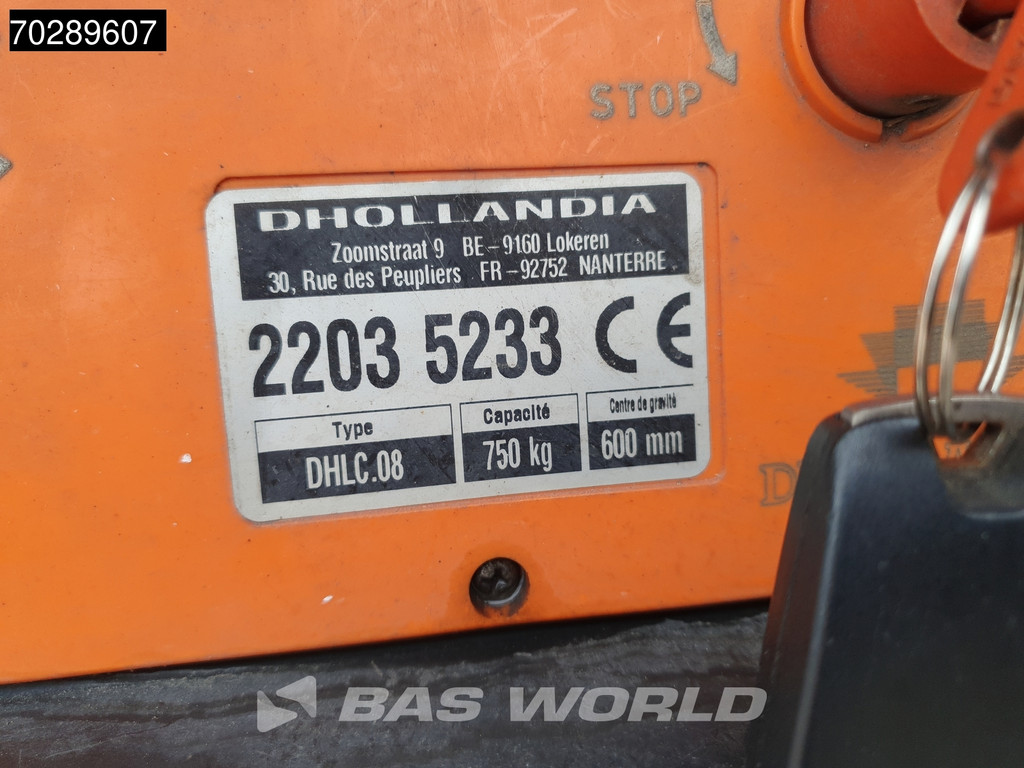 70289607
STOP
DHOLLANDIA
Zoomstraat 9 BE-9160 Lokeren
30, Rue des Peupliers FR-92752 NANTERRE
2203 5233 CE
Type Capacité Centre de gravité
DHLC.08 750 kg 600 mm
BAS WORLD